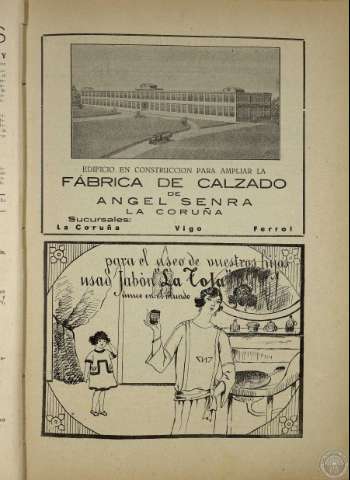 EDIFICIO EN CONSTRUCCION PARA AMPLIAR LA
FÁBRICA DE CALZADO
DE
ANGEL SENRA
LA CORUÑA
Sucursales:
La Coruña Vigo Ferrol
para el aseo de nuestros hijos
usad Jabón "La Toja"
único en el mundo